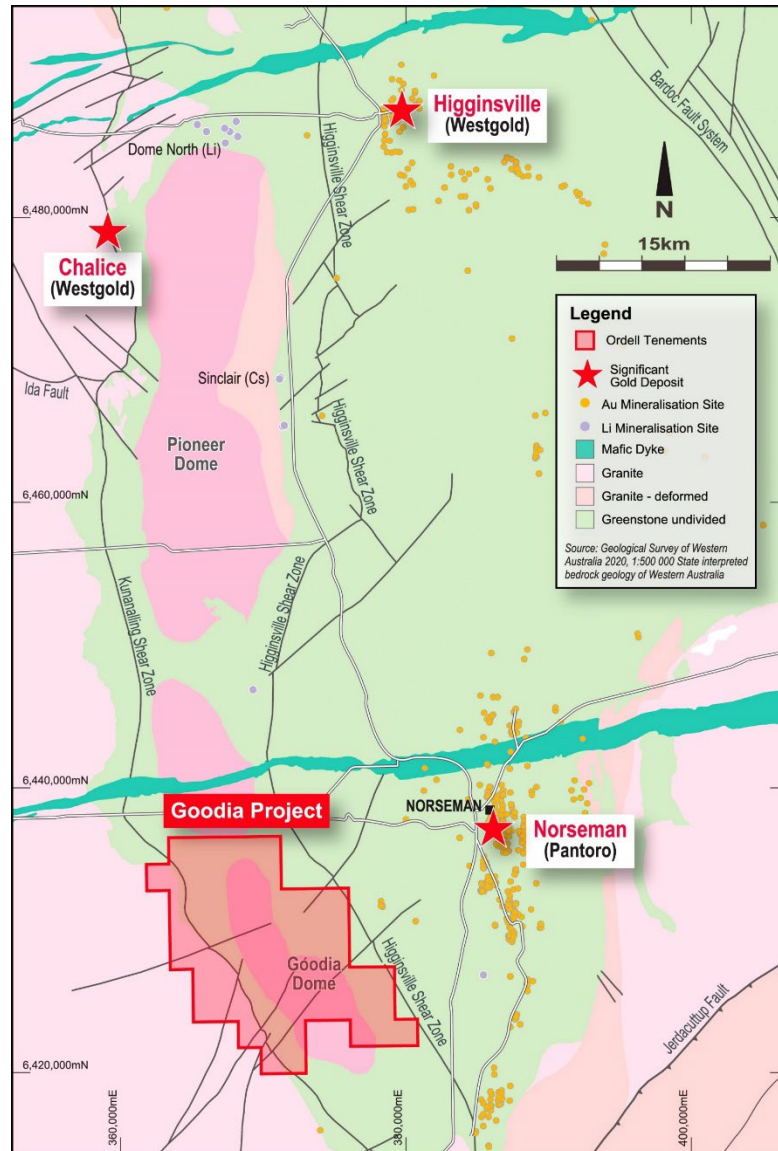 Higginsville
(Westgold)
Bardoc Fault System
Dome North (Li)
Higginsville Shear Zone
N
6,480,000mN
15km
Chalice
(Westgold)
Legend
Ordell Tenements
Significant
Gold Deposit
Au Mineralisation Site
Li Mineralisation Site
Mafic Dyke
Granite
Granite - deformed
Greenstone undivided
Source: Geological Survey of Western
Australia 2020, 1:500 000 State interpreted
bedrock geology of Western Australia
Ida Fault
Sinclair (Cs)
Pioneer
Dome
Higginsville Shear Zone
6,460,000mN
Kunanalling Shear Zone
Higginsville Shear Zone
6,440,000mN
Goodia Project
NORSEMAN
Norseman
(Pantoro)
Goodia
Dome
Higginsville Shear Zone
Jerdacuttup Fault
6,420,000mN
360,000mE
380,000mE
400,000mE